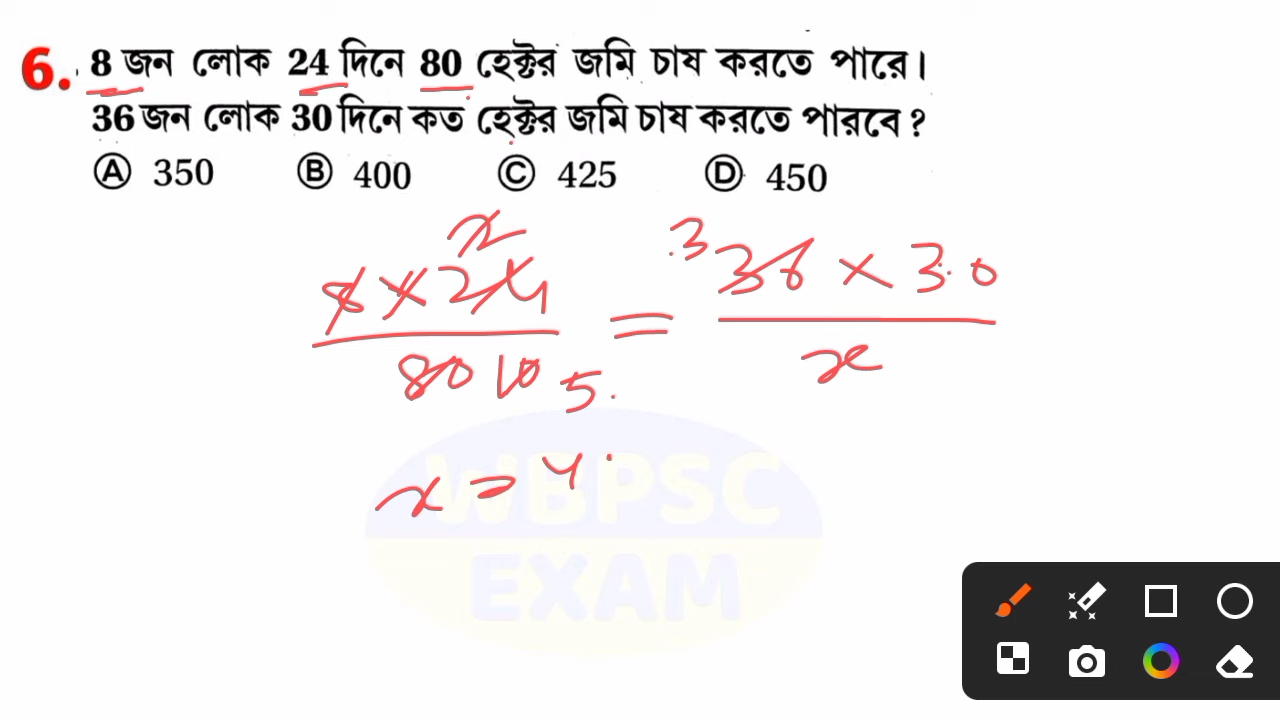 6. 8 জন লোক 24 দিনে 80 হেক্টর জমি চাষ করতে পারে।
36 জন লোক 30 দিনে কত হেক্টর জমি চাষ করতে পারবে?
Ⓐ 350 Ⓑ 400 Ⓒ 425 Ⓓ 450
2 3
8 × 24 = 36 × 30
80 10 5 x
x = 4
WBPSC
EXAM